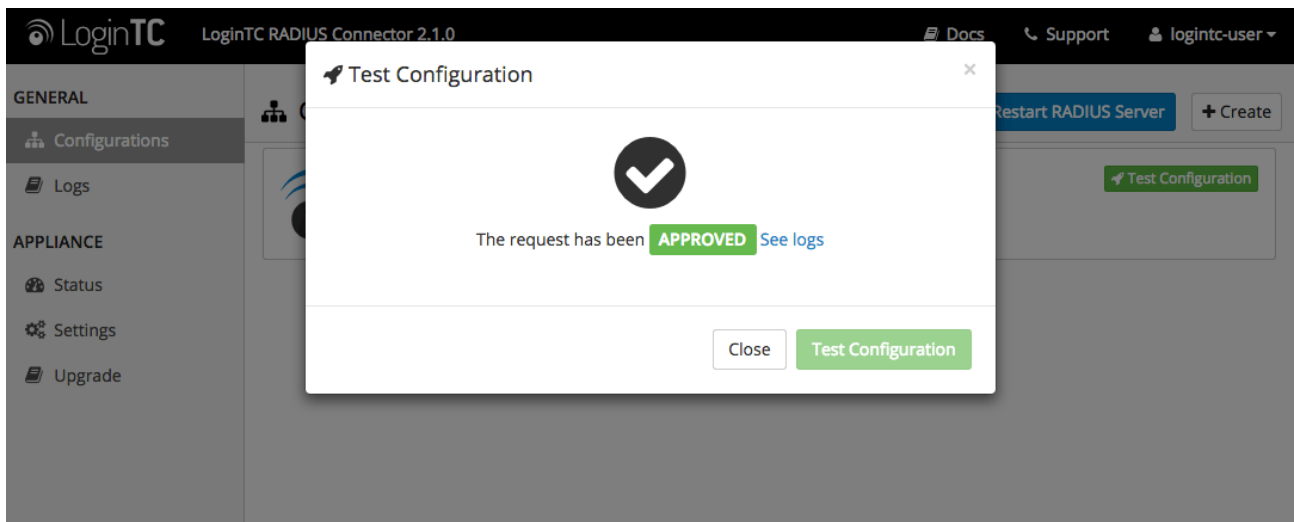 LoginTC LoginTC RADIUS Connector 2.1.0 Docs Support logintc-user
Test Configuration ×
GENERAL
Restart RADIUS Server + Create
Configurations
Logs
Test Configuration
APPLIANCE
The request has been APPROVED See logs
Status
Settings
Close Test Configuration
Upgrade